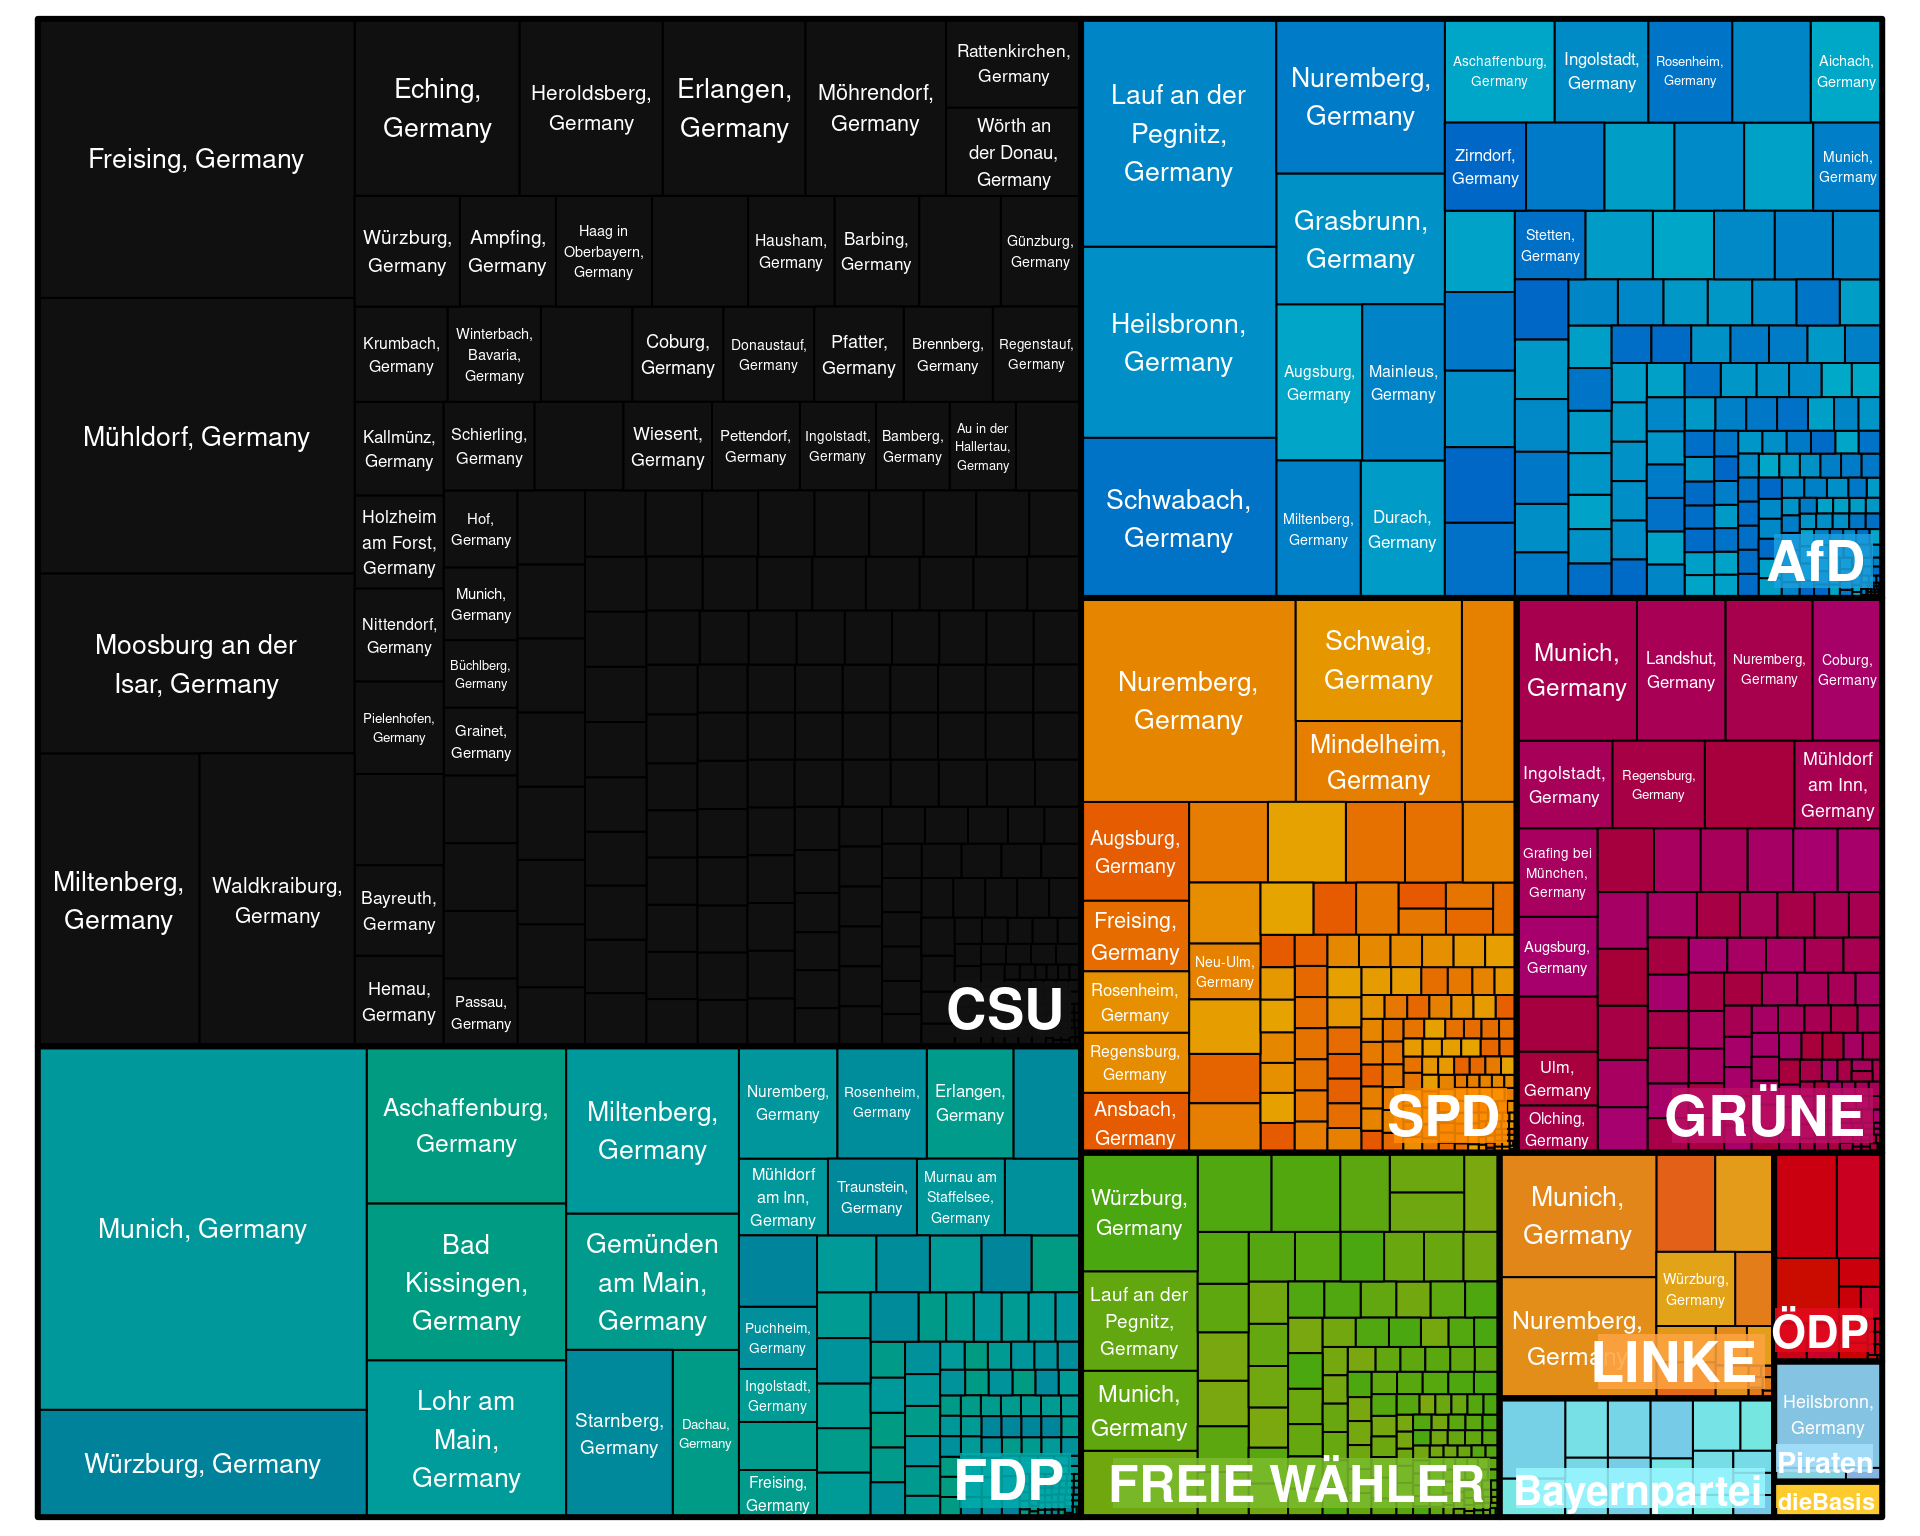 Freising, Germany
Mühldorf, Germany
Moosburg an der
Isar, Germany
Miltenberg,
Germany
Waldkraiburg,
Germany
Eching,
Germany
Heroldsberg,
Germany
Erlangen,
Germany
Möhrendorf,
Germany
Rattenkirchen,
Germany
Wörth an
der Donau,
Germany
Würzburg,
Germany
Ampfing,
Germany
Haag in
Oberbayern,
Germany
Hausham,
Germany
Barbing,
Germany
Günzburg,
Germany
Krumbach,
Germany
Winterbach,
Bavaria,
Germany
Coburg,
Germany
Donaustauf,
Germany
Pfatter,
Germany
Brennberg,
Germany
Regenstauf,
Germany
Kallmünz,
Germany
Schierling,
Germany
Wiesent,
Germany
Pettendorf,
Germany
Ingolstadt,
Germany
Bamberg,
Germany
Au in der
Hallertau,
Germany
Holzheim
am Forst,
Germany
Hof,
Germany
Munich,
Germany
Nittendorf,
Germany
Büchlberg,
Germany
Pielenhofen,
Germany
Grainet,
Germany
Bayreuth,
Germany
Hemau,
Germany
Passau,
Germany
CSU
Lauf an der
Pegnitz,
Germany
Heilsbronn,
Germany
Schwabach,
Germany
Nuremberg,
Germany
Grasbrunn,
Germany
Augsburg,
Germany
Mainleus,
Germany
Miltenberg,
Germany
Durach,
Germany
Aschaffenburg,
Germany
Ingolstadt,
Germany
Rosenheim,
Germany
Aichach,
Germany
Zirndorf,
Germany
Munich,
Germany
Stetten,
Germany
AfD
Nuremberg,
Germany
Schwaig,
Germany
Mindelheim,
Germany
Augsburg,
Germany
Freising,
Germany
Neu-Ulm,
Germany
Rosenheim,
Germany
Regensburg,
Germany
Ansbach,
Germany
SPD
Munich,
Germany
Landshut,
Germany
Nuremberg,
Germany
Coburg,
Germany
Ingolstadt,
Germany
Regensburg,
Germany
Mühldorf
am Inn,
Germany
Grafing bei
München,
Germany
Augsburg,
Germany
Ulm,
Germany
Olching,
Germany
GRÜNE
Munich, Germany
Würzburg, Germany
Aschaffenburg,
Germany
Bad
Kissingen,
Germany
Lohr am
Main,
Germany
Miltenberg,
Germany
Gemünden
am Main,
Germany
Starnberg,
Germany
Dachau,
Germany
Nuremberg,
Germany
Rosenheim,
Germany
Erlangen,
Germany
Mühldorf
am Inn,
Germany
Traunstein,
Germany
Murnau am
Staffelsee,
Germany
Puchheim,
Germany
Ingolstadt,
Germany
Freising,
Germany
FDP
Würzburg,
Germany
Lauf an der
Pegnitz,
Germany
Munich,
Germany
FREIE WÄHLER
Munich,
Germany
Nuremberg,
Germany
Würzburg,
Germany
LINKE
ÖDP
Bayernpartei
Heilsbronn,
Germany
Piraten
dieBasis